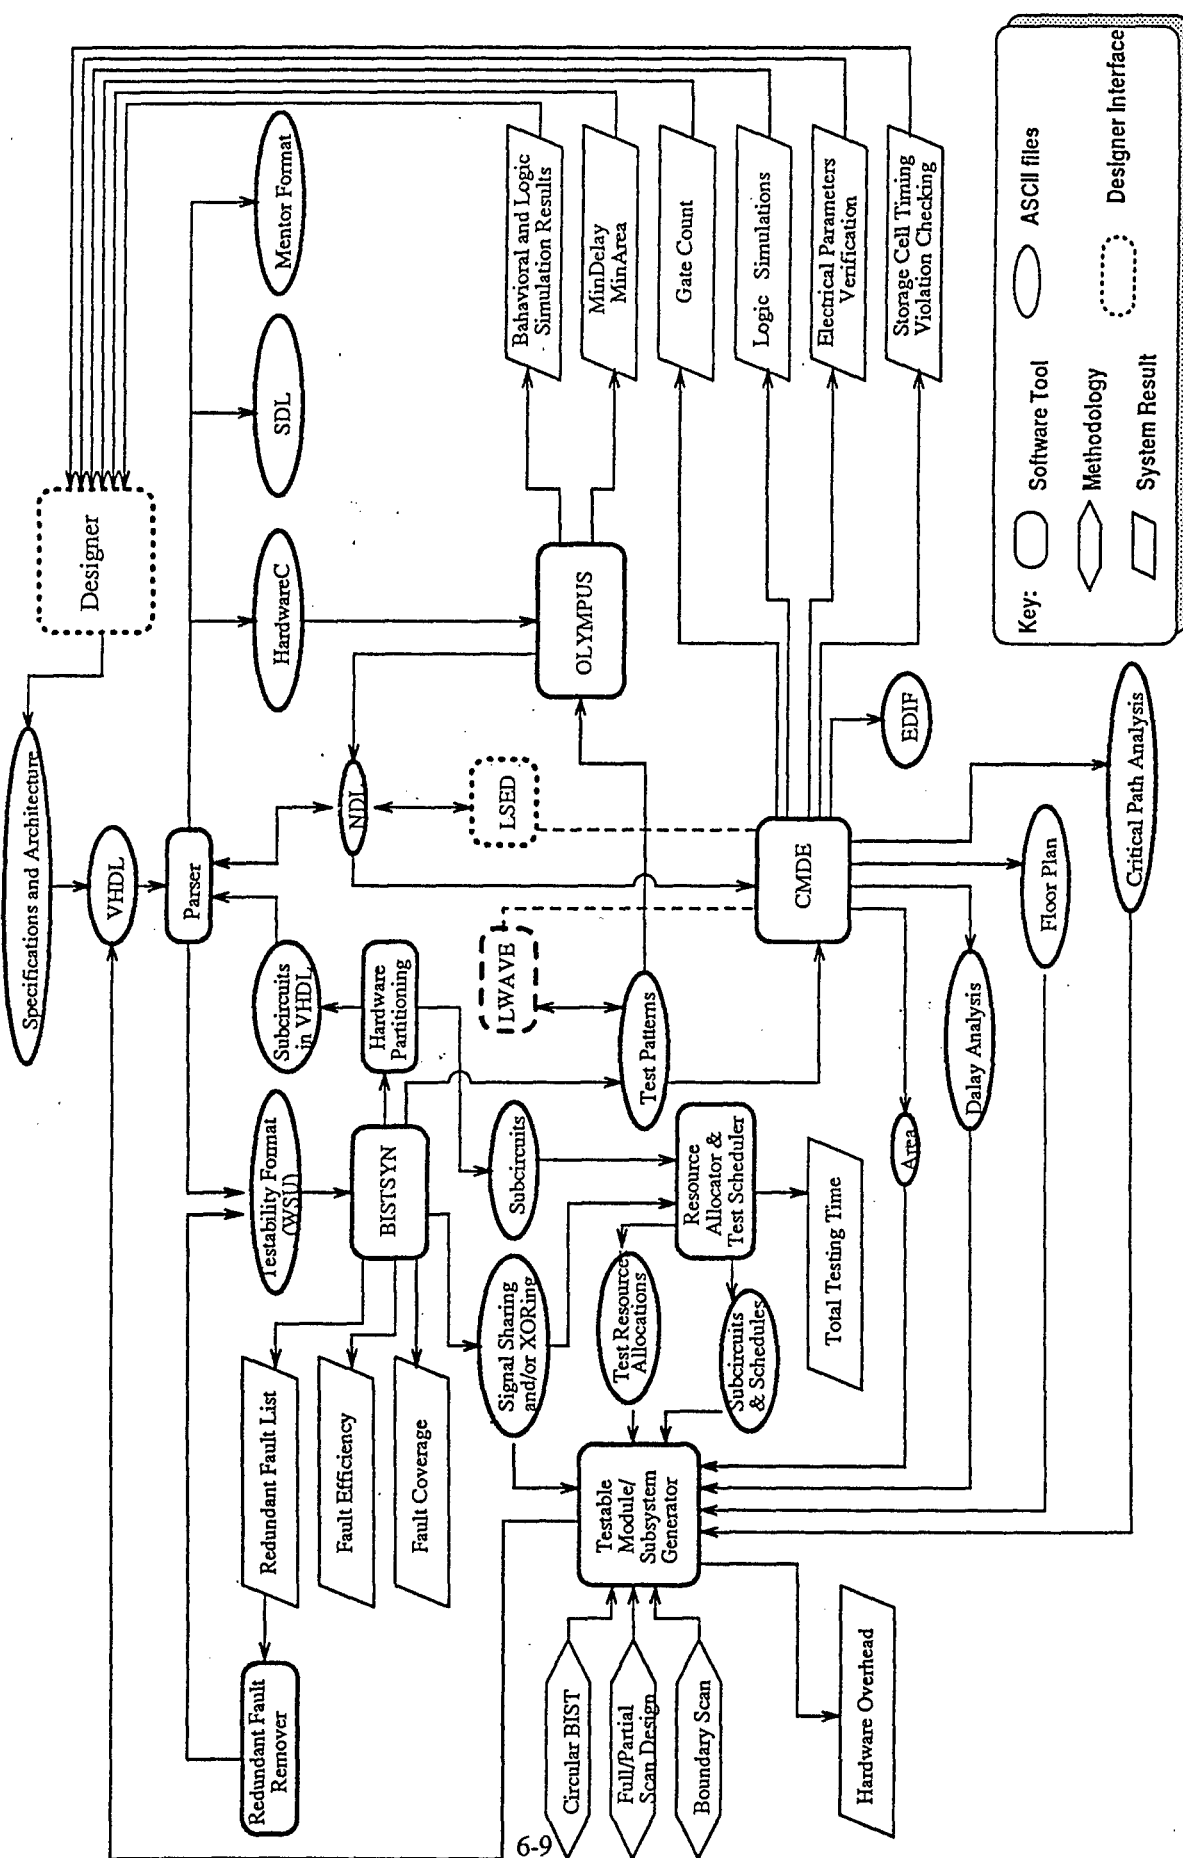 Specifications and Architecture
Designer
VHDL
Parser
Mentor Format
SDL
HardwareC
NDL
Subcircuits
in VHDL
Hardware
Partitioning
Testability Format
(WSU)
BISTSYN
Redundant Fault
Remover
Redundant Fault List
Fault Efficiency
Fault Coverage
Signal Sharing
and/or XORing
Subcircuits
LWAVE
LSED
OLYMPUS
Test Patterns
Bahavioral and Logic
Simulation Results
MinDelay
MinArea
Gate Count
Logic Simulations
Electrical Parameters
Verification
Storage Cell Timing
Violation Checking
CMDE
EDIF
Resource
Allocator &
Test Scheduler
Test Resource
Allocations
Subcircuits
& Schedules
Total Testing Time
Testable
Module/
Subsystem
Generator
Circular BIST
Full/Partial
Scan Design
Boundary Scan
Hardware Overhead
Area
Dalay Analysis
Floor Plan
Critical Path Analysis
Key:
Software Tool
ASCII files
Methodology
Designer Interface
System Result
6-9